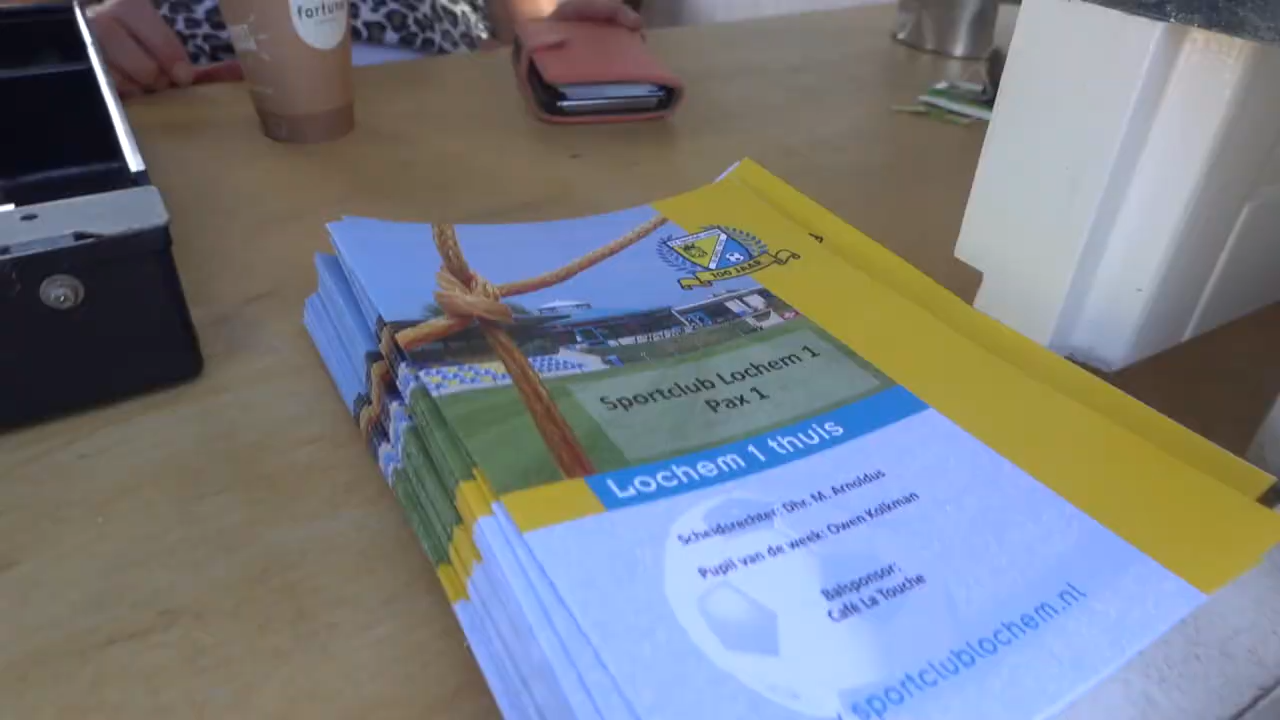 fortune
100 JAAR
Sportclub Lochem 1
Pax 1
Lochem 1 thuis
Scheidsrechter: Dhr. M. Arnoldus
Pupil van de week: Owen Kolkman
Balsponsor:
Café La Touche
sportclublochem.nl